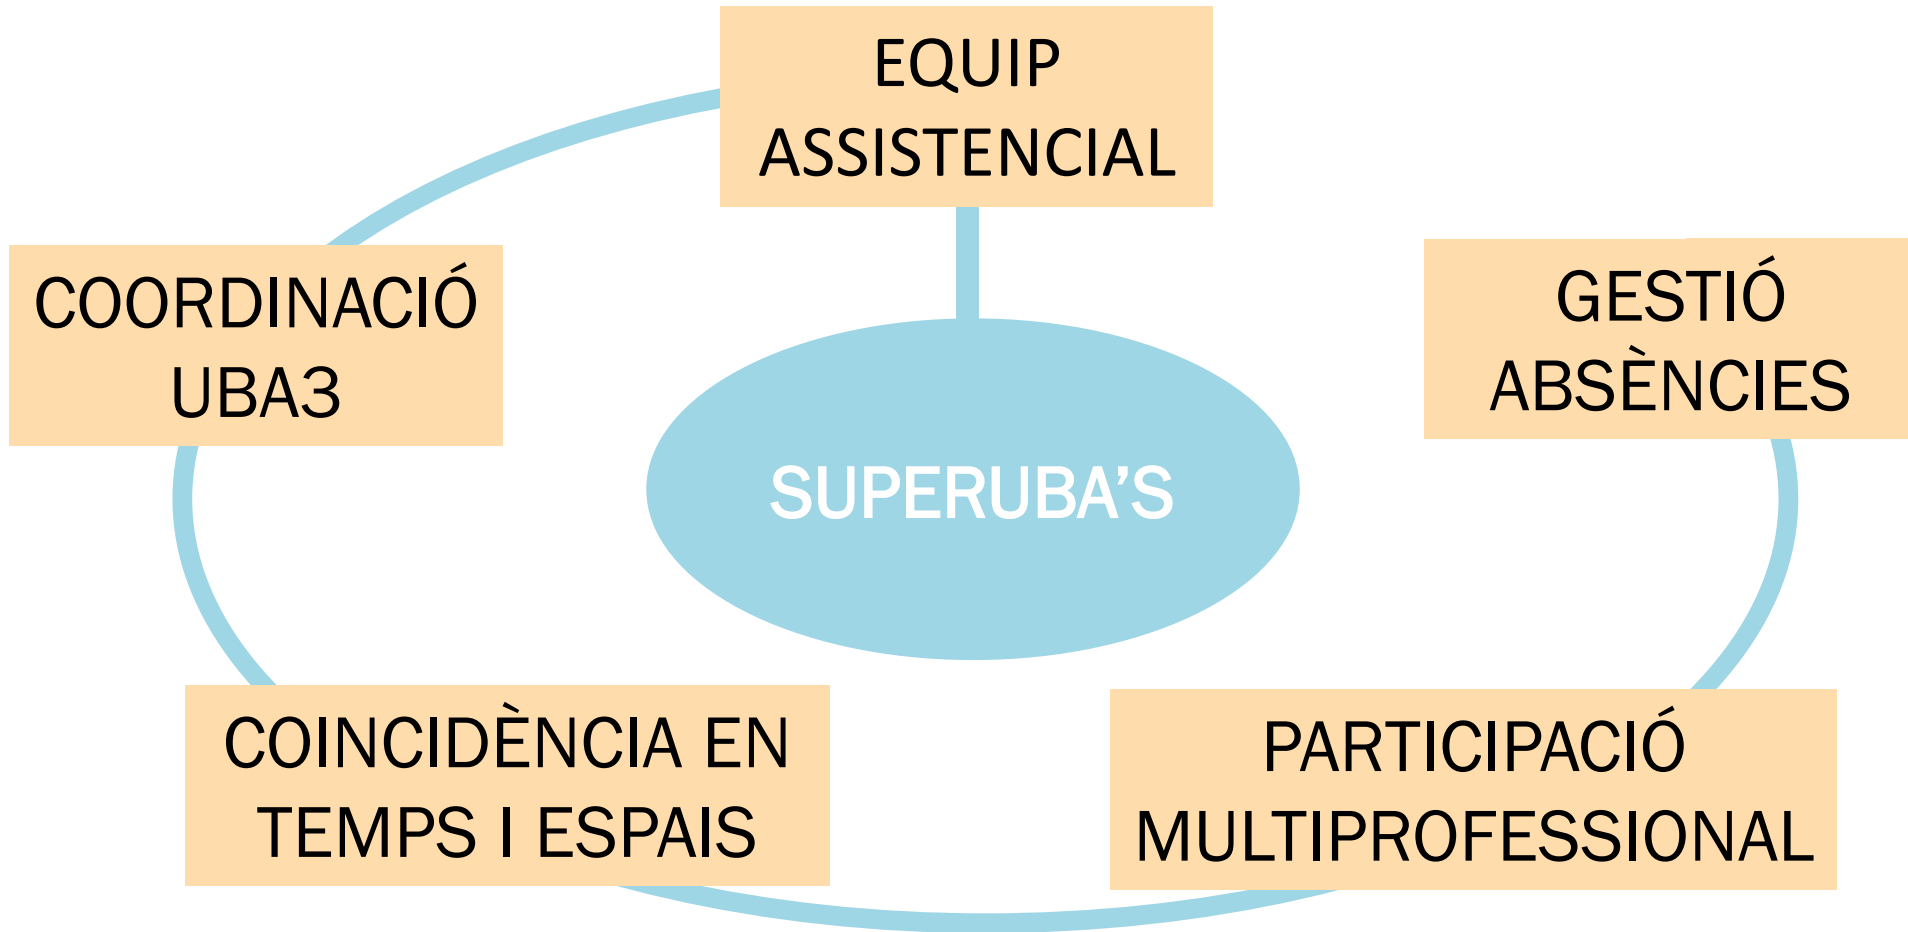 EQUIP
ASSISTENCIAL
COORDINACIÓ
UBA3
GESTIÓ
ABSÈNCIES
SUPERUBA’S
COINCIDÈNCIA EN
TEMPS I ESPAIS
PARTICIPACIÓ
MULTIPROFESSIONAL